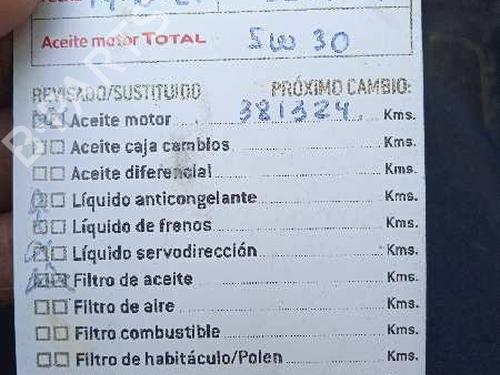 Aceite motor TOTAL 5W30
REVISADO/SUSTITUIDO PRÓXIMO CAMBIO:
Aceite motor 381324 Kms.
Aceite caja cambios Kms.
Aceite diferencial Kms.
Líquido anticongelante Kms.
Líquido de frenos Kms.
Líquido servodirección Kms.
Filtro de aceite Kms.
Filtro de aire Kms.
Filtro combustible Kms.
Filtro de habitáculo/Polen Kms.